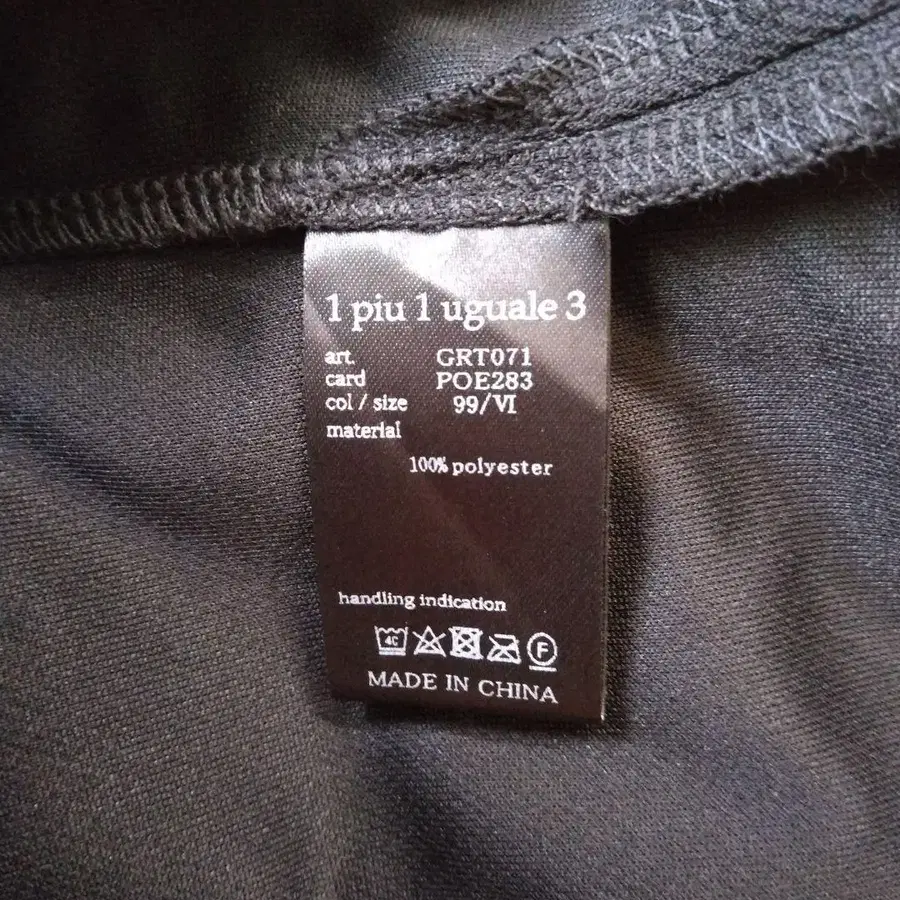 1 piu 1 uguale 3
art. GRT071
card POE283
col / size 99/VI
material
100% polyester
handling indication
40 F
MADE IN CHINA